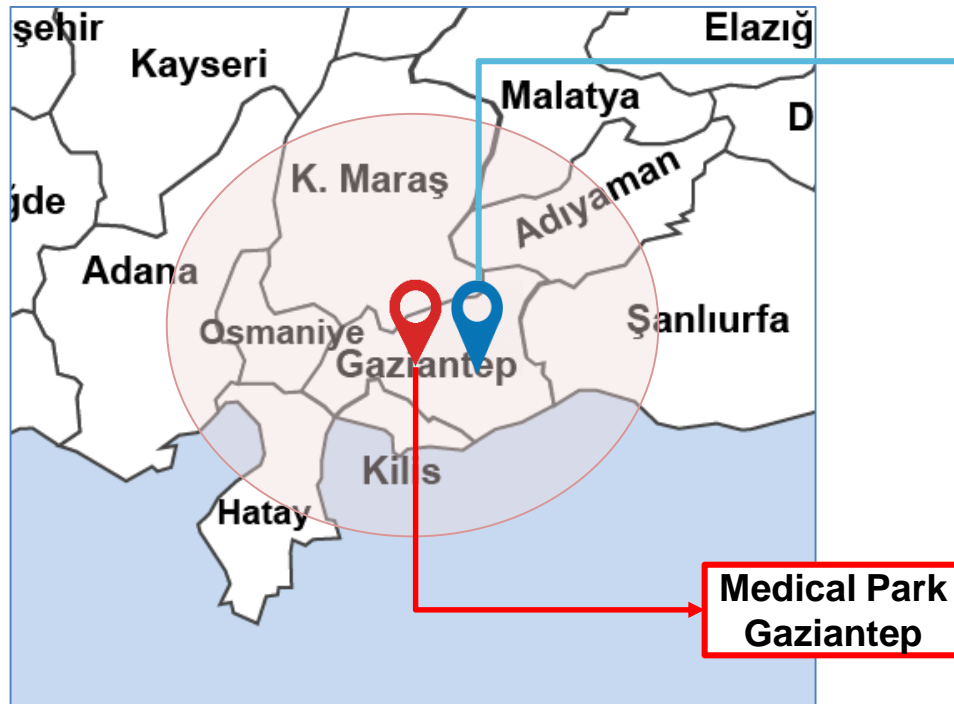 şehir
Elazığ
Kayseri
Malatya
D
K. Maraş
Adıyaman
ğde
Adana
Osmaniye
Şanlıurfa
Gaziantep
Kilis
Hatay
Medical Park
Gaziantep